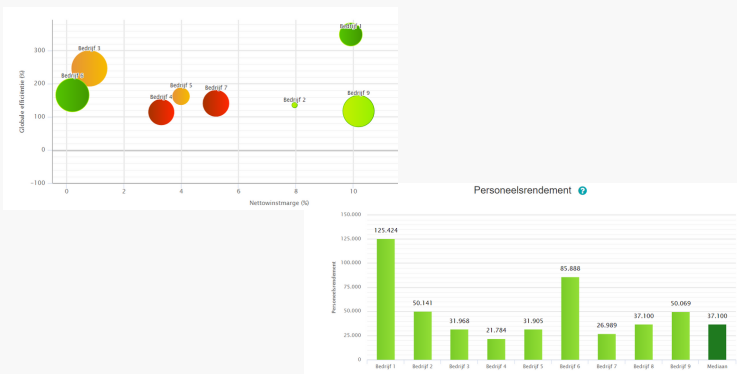 Globale efficiëntie (%)
300
200
100
0
-100
0
2
4
6
8
10
Nettowinstmarge (%)
Bedrijf 1
Bedrijf 3
Bedrijf 4
Bedrijf 5
Bedrijf 7
Bedrijf 2
Bedrijf 9
Personeelsrendement
Personeelsrendement
150.000
125.000
100.000
75.000
50.000
25.000
0
125.424
50.141
31.968
21.784
31.905
85.888
26.989
37.100
50.069
37.100
Bedrijf 1
Bedrijf 2
Bedrijf 3
Bedrijf 4
Bedrijf 5
Bedrijf 6
Bedrijf 7
Bedrijf 8
Bedrijf 9
Mediaan